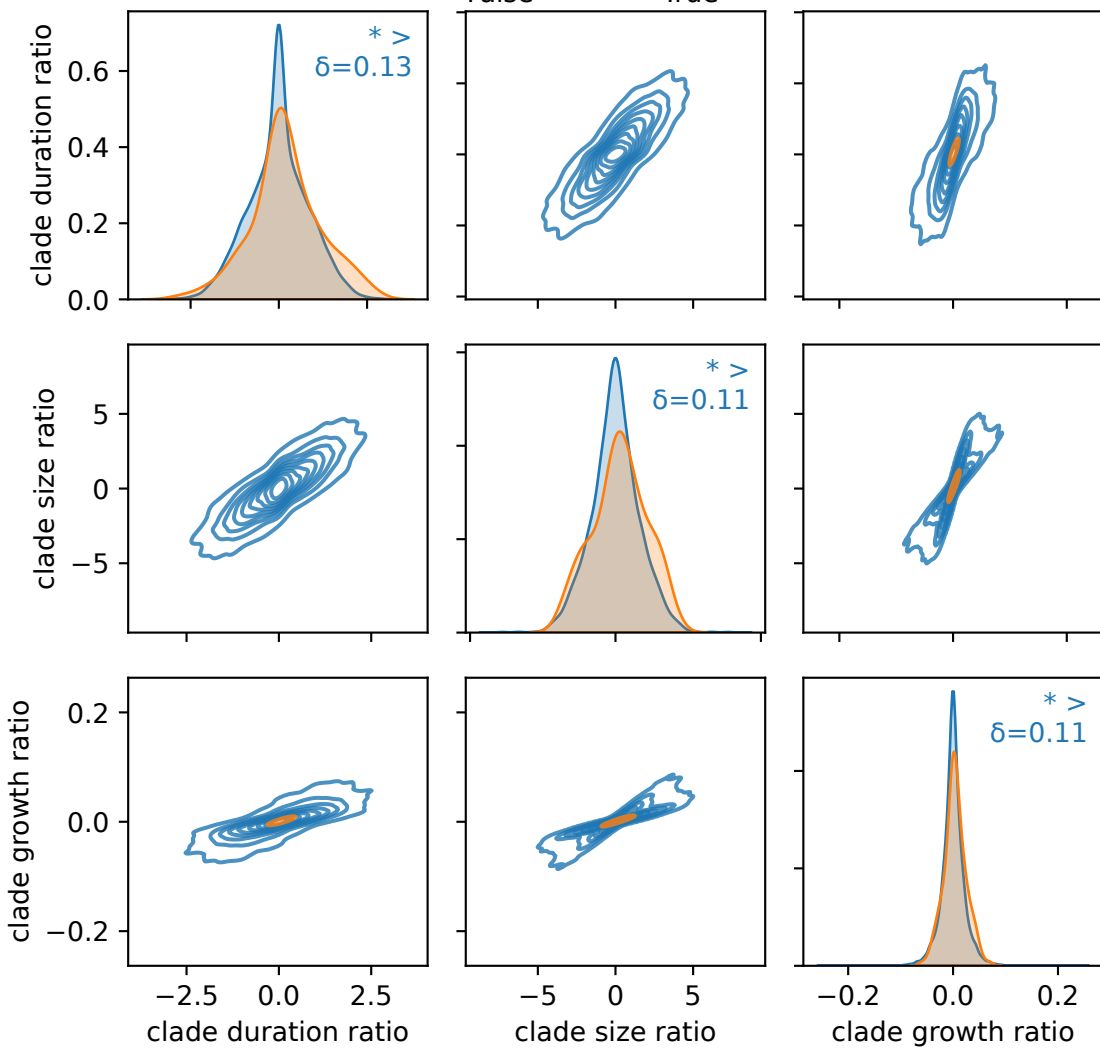 clade duration ratio
0.6
0.4
0.2
0.0
* >
δ=0.13
clade size ratio
5
0
−5
* >
δ=0.11
clade growth ratio
0.2
0.0
−0.2
* >
δ=0.11
−2.5 0.0 2.5
−5 0 5
−0.2 0.0 0.2
clade duration ratio
clade size ratio
clade growth ratio